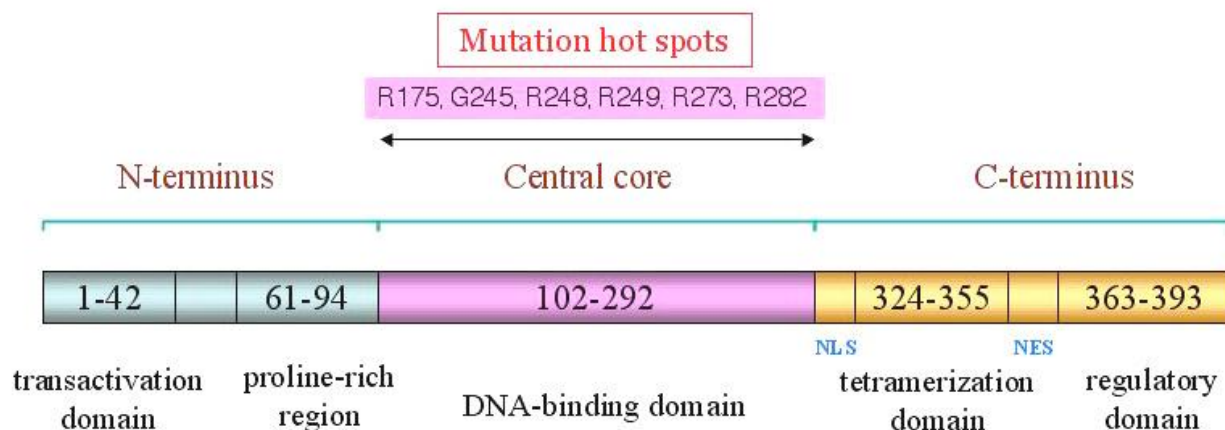 Mutation hot spots
R175, G245, R248, R249, R273, R282
N-terminus
Central core
C-terminus
1-42
61-94
102-292
324-355
363-393
NLS
NES
transactivation
domain
proline-rich
region
DNA-binding domain
tetramerization
domain
regulatory
domain